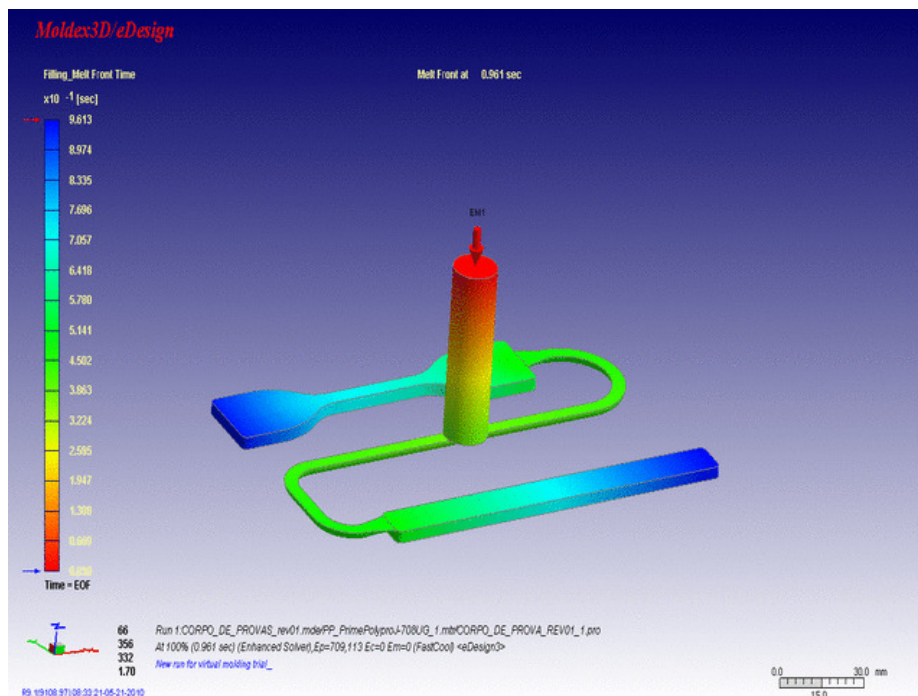 Moldex3D/eDesign
Filling_Melt Front Time
Melt Front at 0.961 sec
x10 -1 [sec]
9.613
8.974
8.335
7.696
7.057
6.418
5.780
5.141
4.502
3.863
3.224
2.585
1.947
1.308
0.669
Time = EOF
EM1
66
356
332
1.70
Run 1:CORPO_DE_PROVAS_rev01.mde/PP_PrimePolyproJ-708UG_1.mtr/CORPO_DE_PROVA_REV01_1.pro
At 100% (0.961 sec) (Enhanced Solver),Ep=709,113 Ec=0 Em=0 (FastCool) <eDesign3>
New run for virtual molding trial_
0.0 30.0 mm
15.0